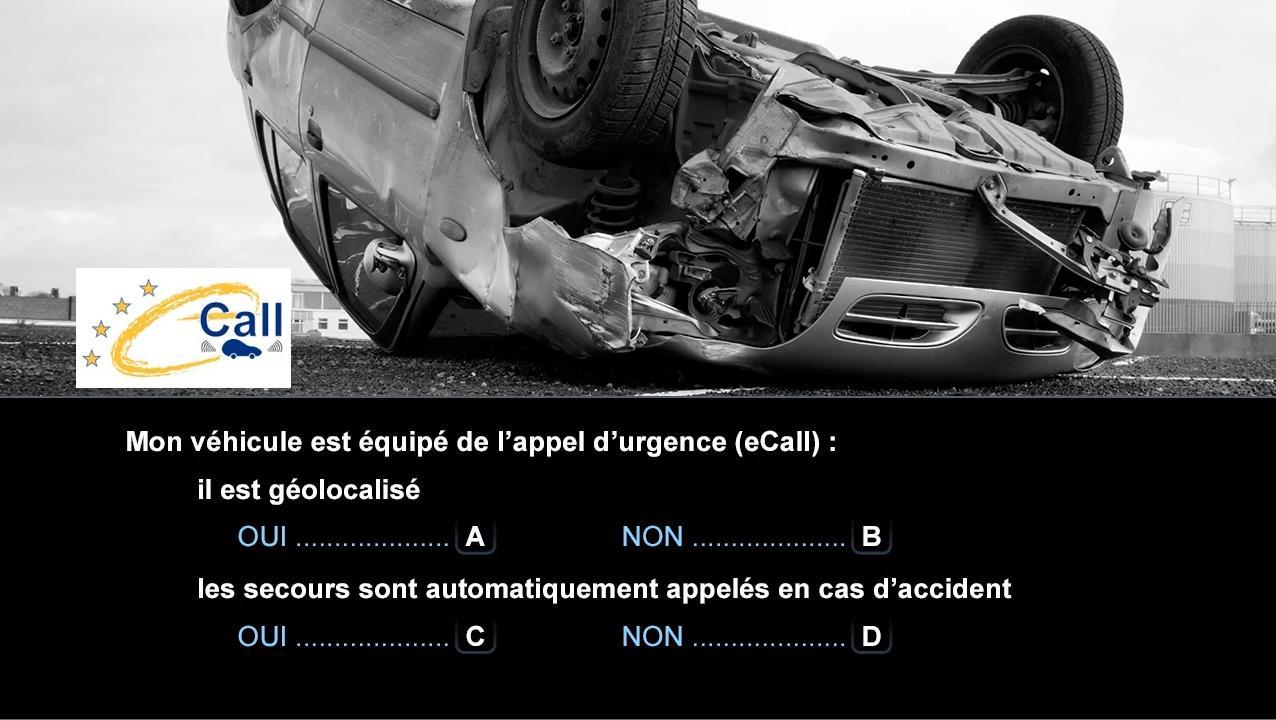 Call
Mon véhicule est équipé de l’appel d’urgence (eCall) :
il est géolocalisé
OUI .................... A NON .................... B
les secours sont automatiquement appelés en cas d’accident
OUI .................... C NON .................... D